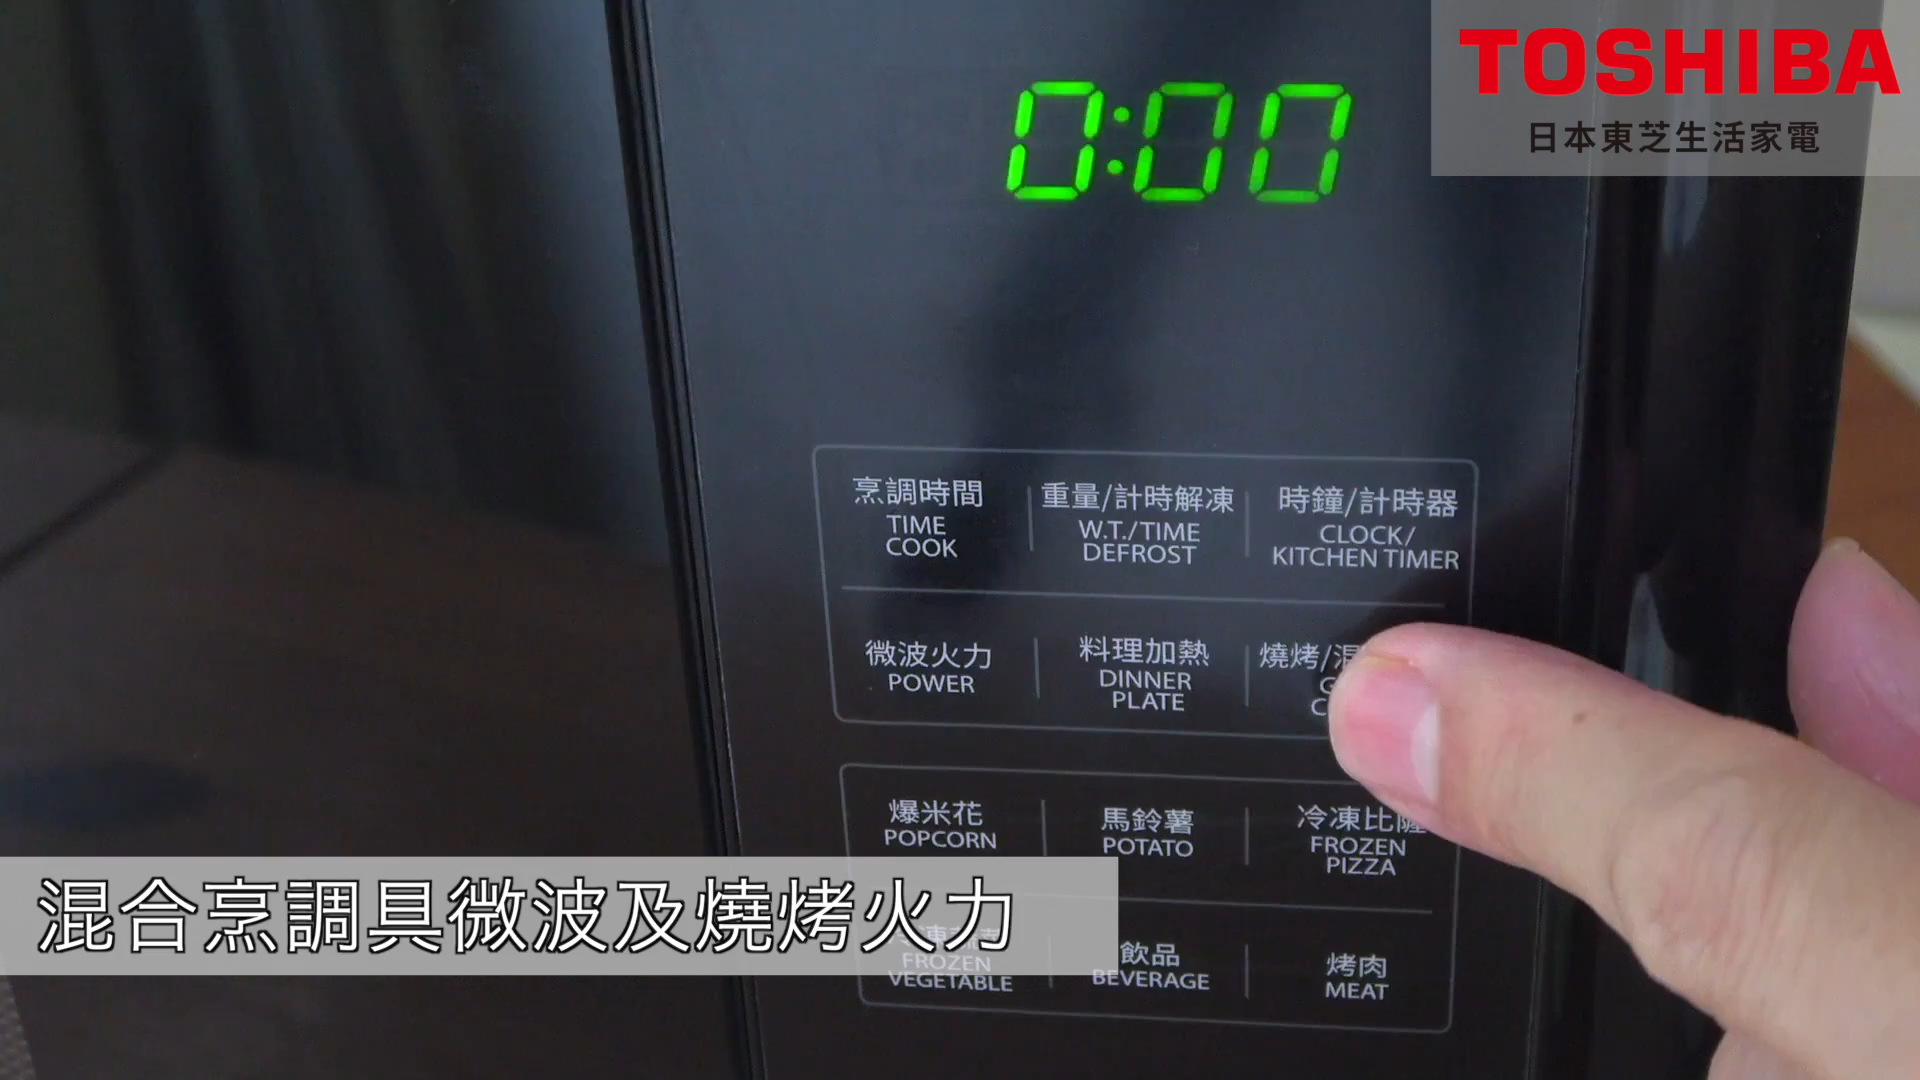 TOSHIBA
日本東芝生活家電
0:00
烹調時間
TIME
COOK
重量/計時解凍
W.T./TIME
DEFROST
時鐘/計時器
CLOCK/
KITCHEN TIMER
微波火力
POWER
料理加熱
DINNER
PLATE
燒烤/混
爆米花
POPCORN
馬鈴薯
POTATO
冷凍比薩
FROZEN
PIZZA
混合烹調具微波及燒烤火力
FROZEN
VEGETABLE
飲品
BEVERAGE
烤肉
MEAT